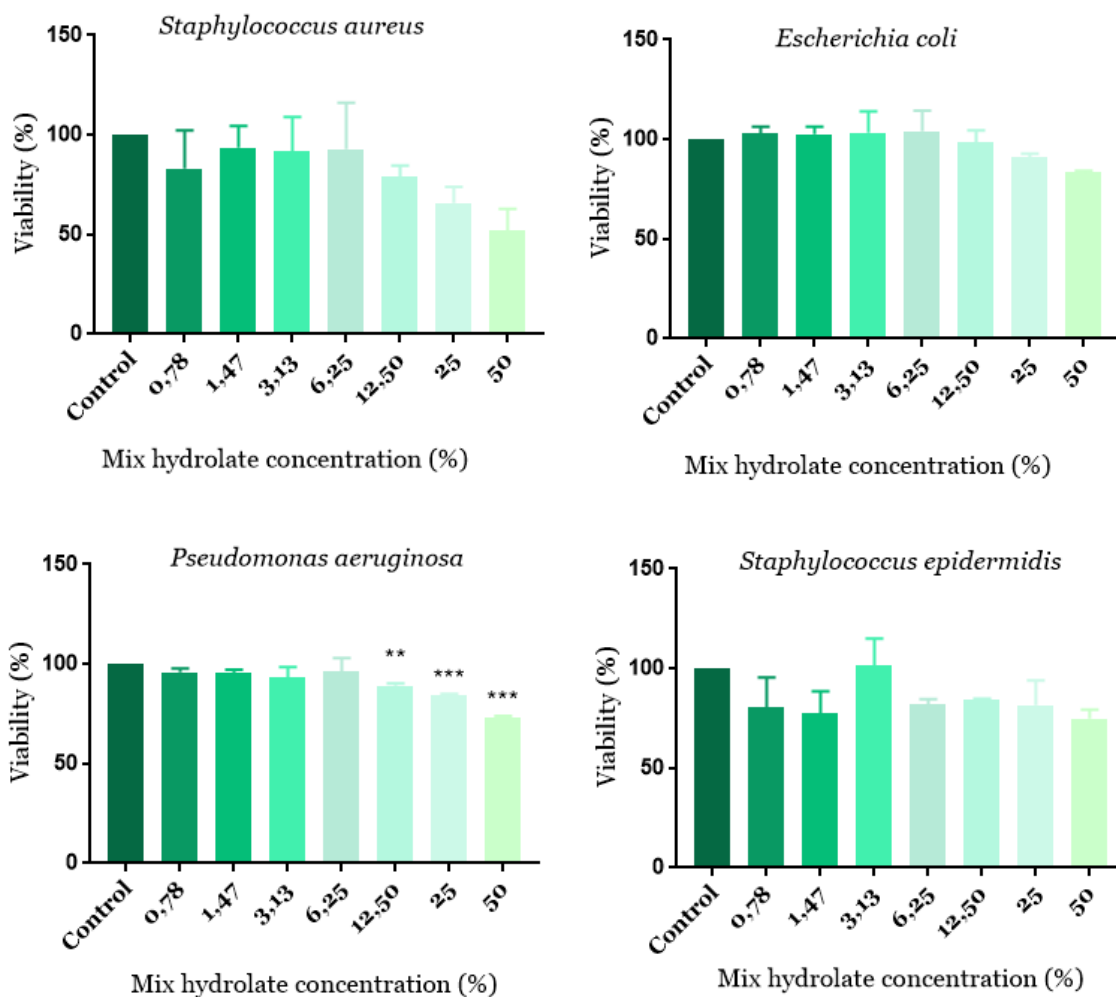 Staphylococcus aureus
150
100
50
0
Viability (%)
Control
0,78
1,47
3,13
6,25
12,50
25
50
Mix hydrolate concentration (%)
Escherichia coli
150
100
50
0
Viability (%)
Control
0,78
1,47
3,13
6,25
12,50
25
50
Mix hydrolate concentration (%)
Pseudomonas aeruginosa
150
100
50
0
Viability (%)
**
***
***
Control
0,78
1,47
3,13
6,25
12,50
25
50
Mix hydrolate concentration (%)
Staphylococcus epidermidis
150
100
50
0
Viability (%)
Control
0,78
1,47
3,13
6,25
12,50
25
50
Mix hydrolate concentration (%)